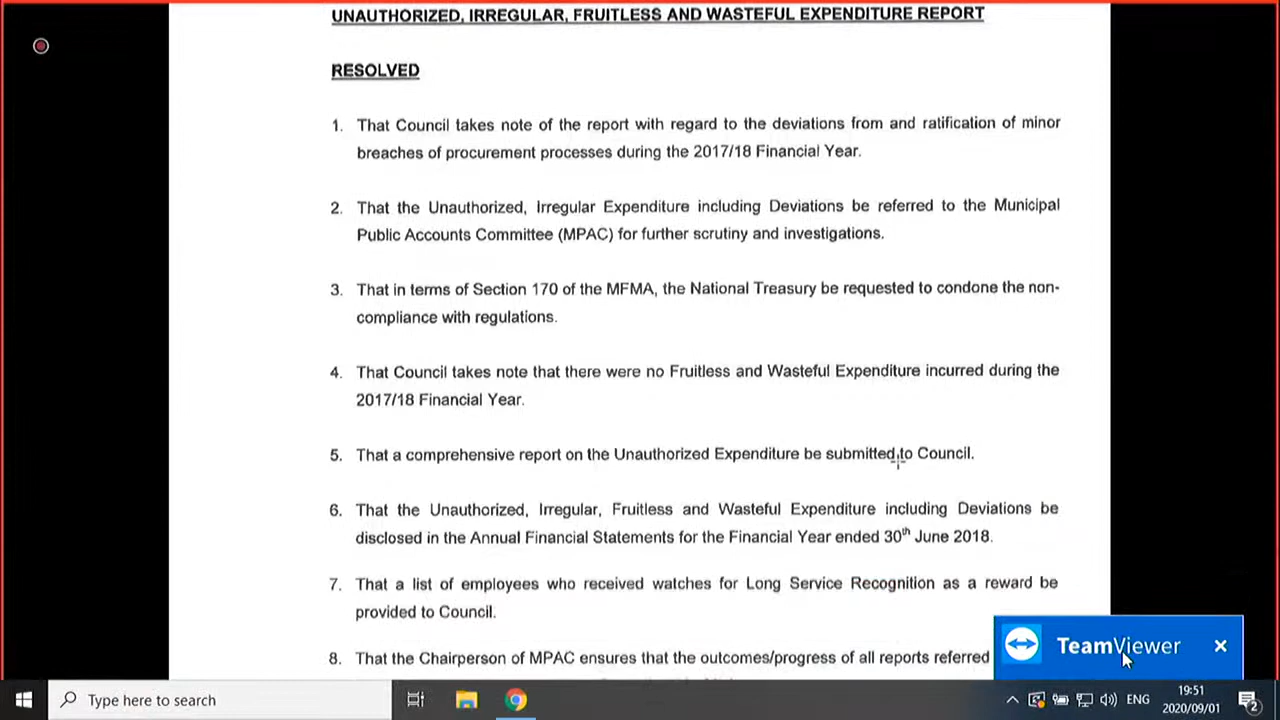 UNAUTHORIZED, IRREGULAR, FRUITLESS AND WASTEFUL EXPENDITURE REPORT
RESOLVED
1. That Council takes note of the report with regard to the deviations from and ratification of minor
breaches of procurement processes during the 2017/18 Financial Year.
2. That the Unauthorized, Irregular Expenditure including Deviations be referred to the Municipal
Public Accounts Committee (MPAC) for further scrutiny and investigations.
3. That in terms of Section 170 of the MFMA, the National Treasury be requested to condone the non-
compliance with regulations.
4. That Council takes note that there were no Fruitless and Wasteful Expenditure incurred during the
2017/18 Financial Year.
5. That a comprehensive report on the Unauthorized Expenditure be submitted to Council.
6. That the Unauthorized, Irregular, Fruitless and Wasteful Expenditure including Deviations be
disclosed in the Annual Financial Statements for the Financial Year ended 30th June 2018.
7. That a list of employees who received watches for Long Service Recognition as a reward be
provided to Council.
8. That the Chairperson of MPAC ensures that the outcomes/progress of all reports referred
TeamViewer
Type here to search
ENG
19:51
2020/09/01
2